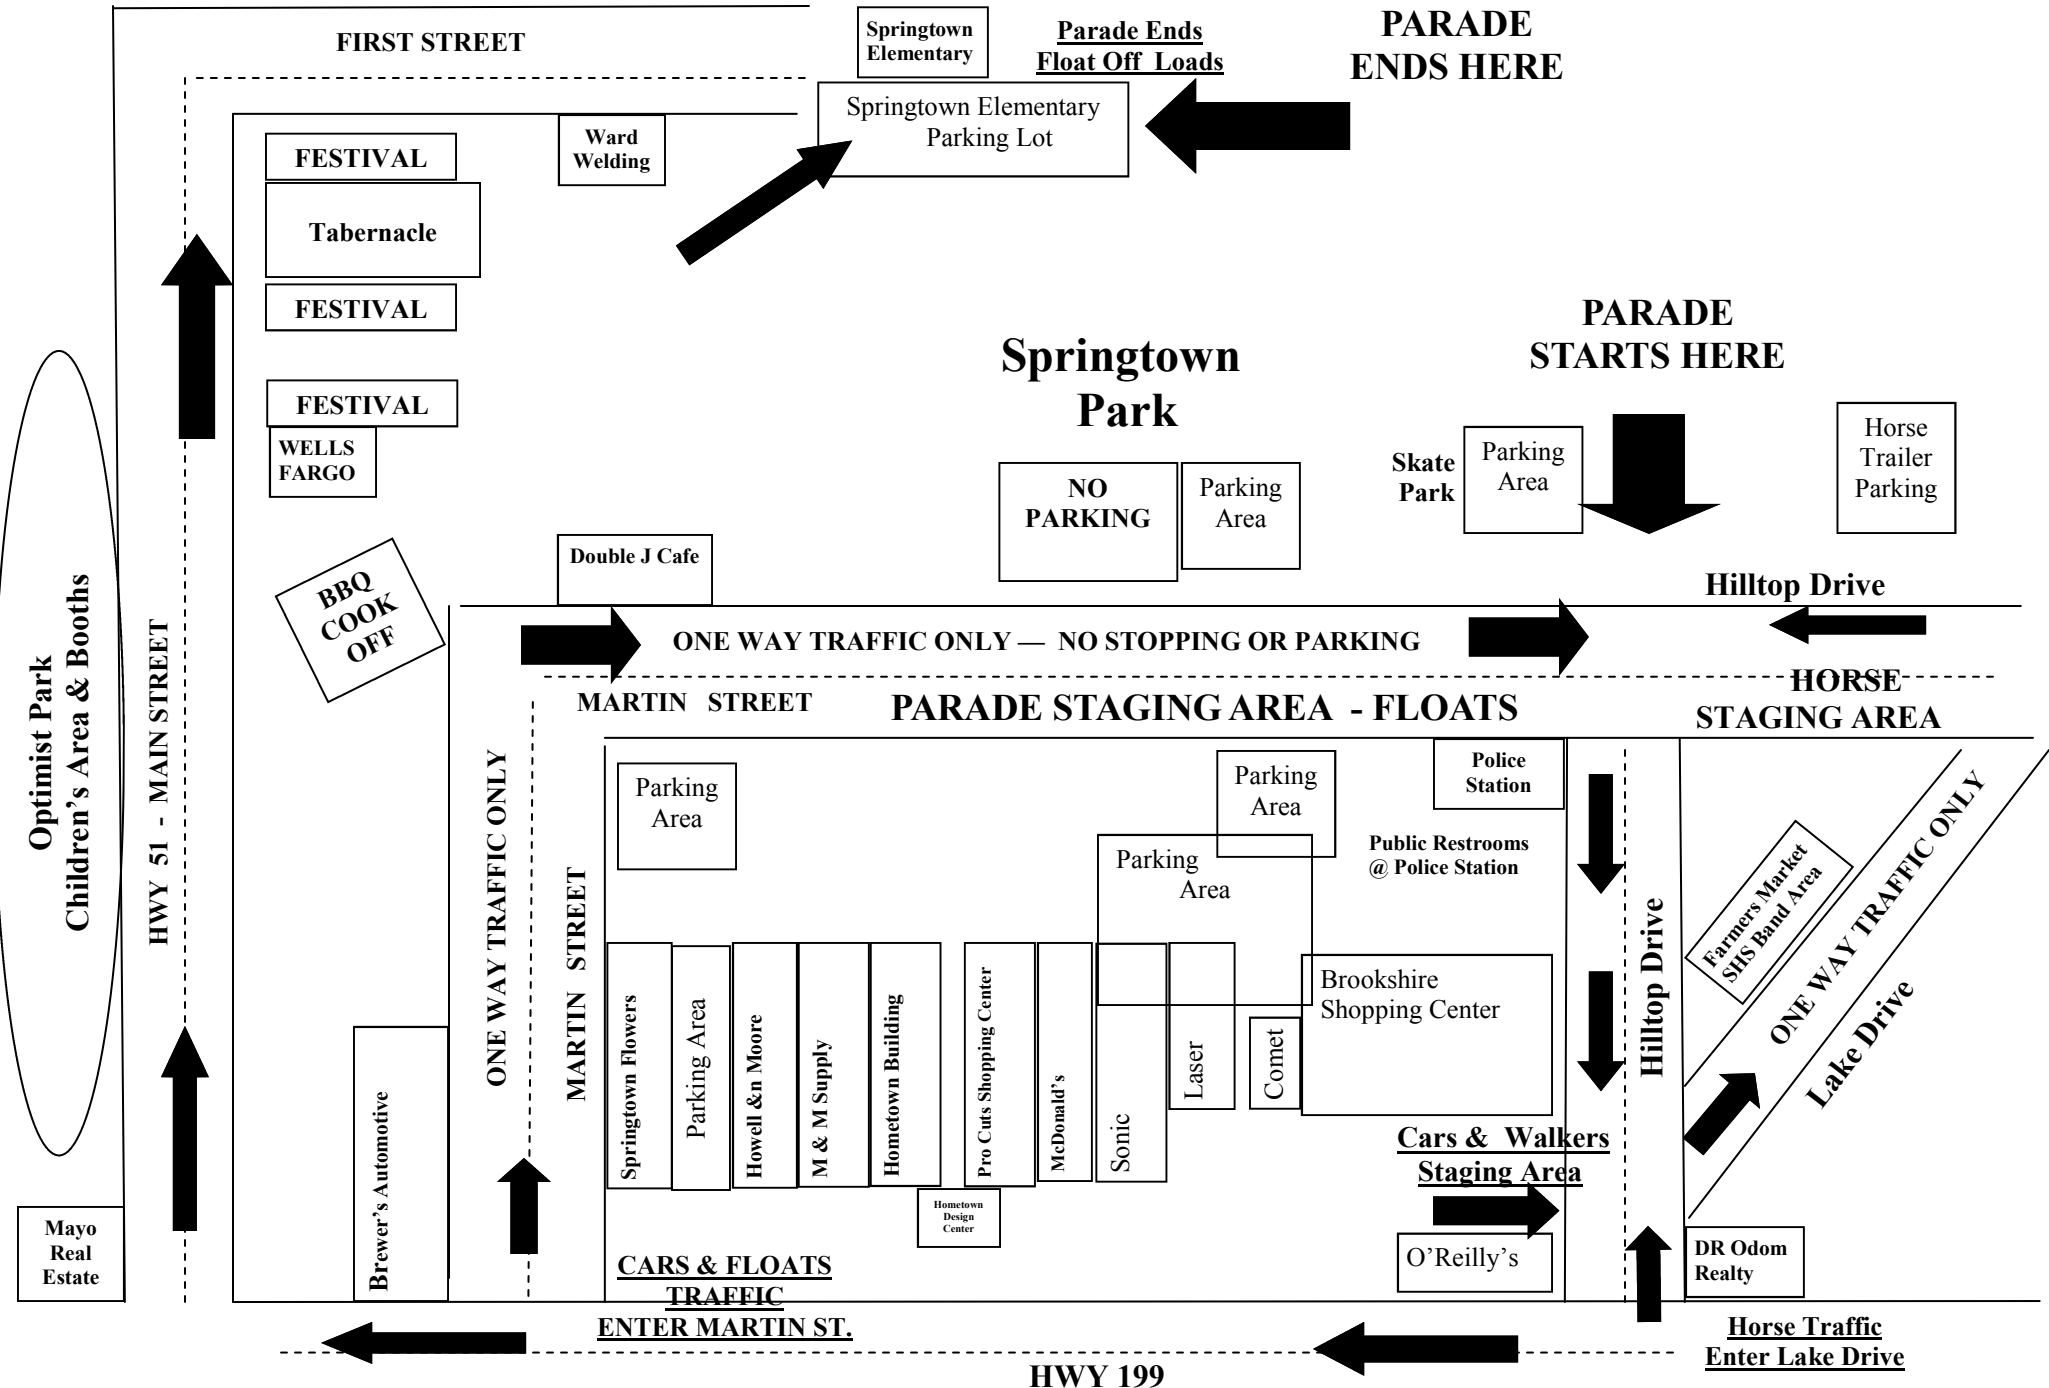 FIRST STREET
Springtown
Elementary
Parade Ends
Float Off Loads
PARADE
ENDS HERE
Springtown Elementary
Parking Lot
FESTIVAL
Ward
Welding
Tabernacle
FESTIVAL
FESTIVAL
WELLS
FARGO
Springtown
Park
PARADE
STARTS HERE
NO
PARKING
Parking
Area
Skate
Park
Parking
Area
Horse
Trailer
Parking
BBQ
COOK
OFF
Double J Cafe
Hilltop Drive
ONE WAY TRAFFIC ONLY — NO STOPPING OR PARKING
MARTIN STREET
PARADE STAGING AREA - FLOATS
HORSE
STAGING AREA
Optimist Park
Children's Area & Booths
HWY 51 - MAIN STREET
ONE WAY TRAFFIC ONLY
MARTIN STREET
Parking
Area
Parking
Area
Parking
Area
Police
Station
Public Restrooms
@ Police Station
Hilltop Drive
Farmers Market
SHS Band Area
ONE WAY TRAFFIC ONLY
Lake Drive
Brewer's Automotive
Springtown Flowers
Parking Area
Howell &n Moore
M & M Supply
Hometown Building
Pro Cuts Shopping Center
McDonald's
Sonic
Laser
Comet
Brookshire
Shopping Center
Hometown
Design
Center
Cars & Walkers
Staging Area
O'Reilly's
DR Odom
Realty
Mayo
Real
Estate
CARS & FLOATS
TRAFFIC
ENTER MARTIN ST.
Horse Traffic
Enter Lake Drive
HWY 199